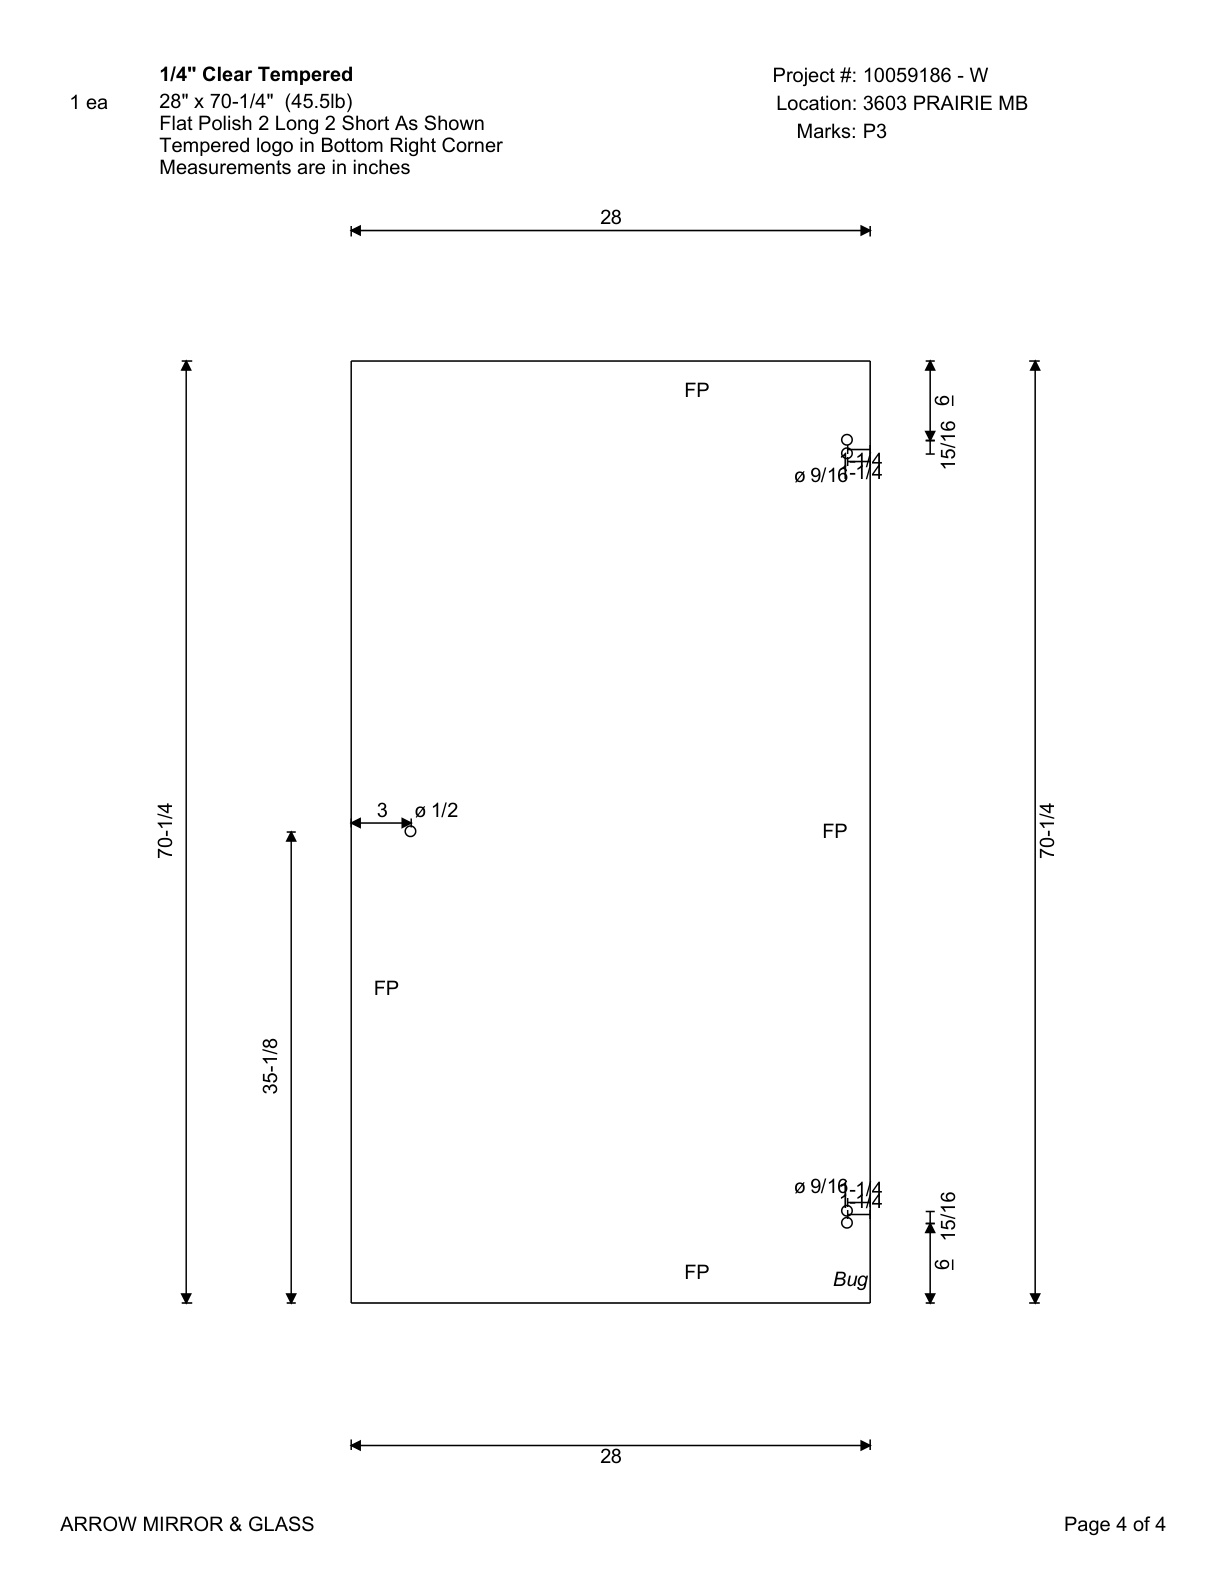 1/4" Clear Tempered
1 ea
28" x 70-1/4" (45.5lb)
Flat Polish 2 Long 2 Short As Shown
Tempered logo in Bottom Right Corner
Measurements are in inches
Project #: 10059186 - W
Location: 3603 PRAIRIE MB
Marks: P3
28
FP
6
15/16
1-1/4
ø 9/16
1-1/4
3
ø 1/2
70-1/4
FP
70-1/4
FP
35-1/8
ø 9/16
1-1/4
1-1/4
15/16
6
FP
Bug
28
ARROW MIRROR & GLASS
Page 4 of 4